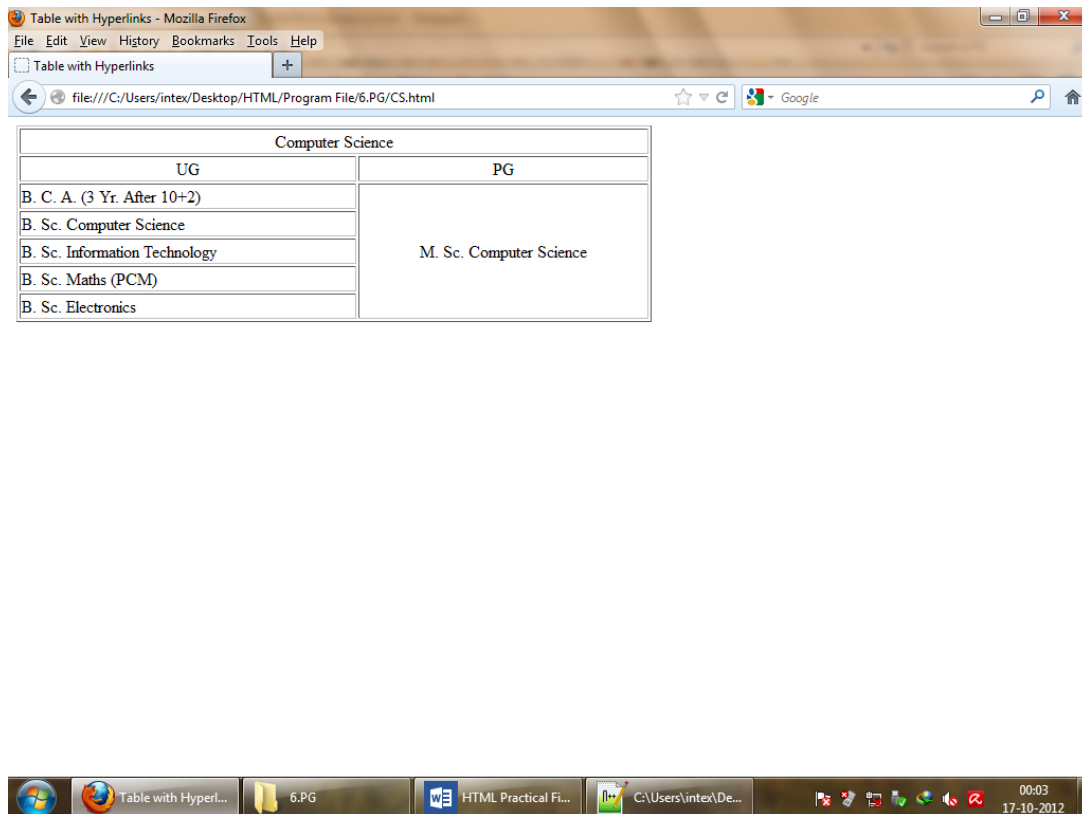 Table with Hyperlinks - Mozilla Firefox
File Edit View History Bookmarks Tools Help
Table with Hyperlinks +
file:///C:/Users/intex/Desktop/HTML/Program File/6.PG/CS.html Google
Computer Science
UG PG
B. C. A. (3 Yr. After 10+2)
B. Sc. Computer Science
B. Sc. Information Technology M. Sc. Computer Science
B. Sc. Maths (PCM)
B. Sc. Electronics
Table with Hyperl... 6.PG HTML Practical Fi... C:\Users\intex\De... 00:03
17-10-2012